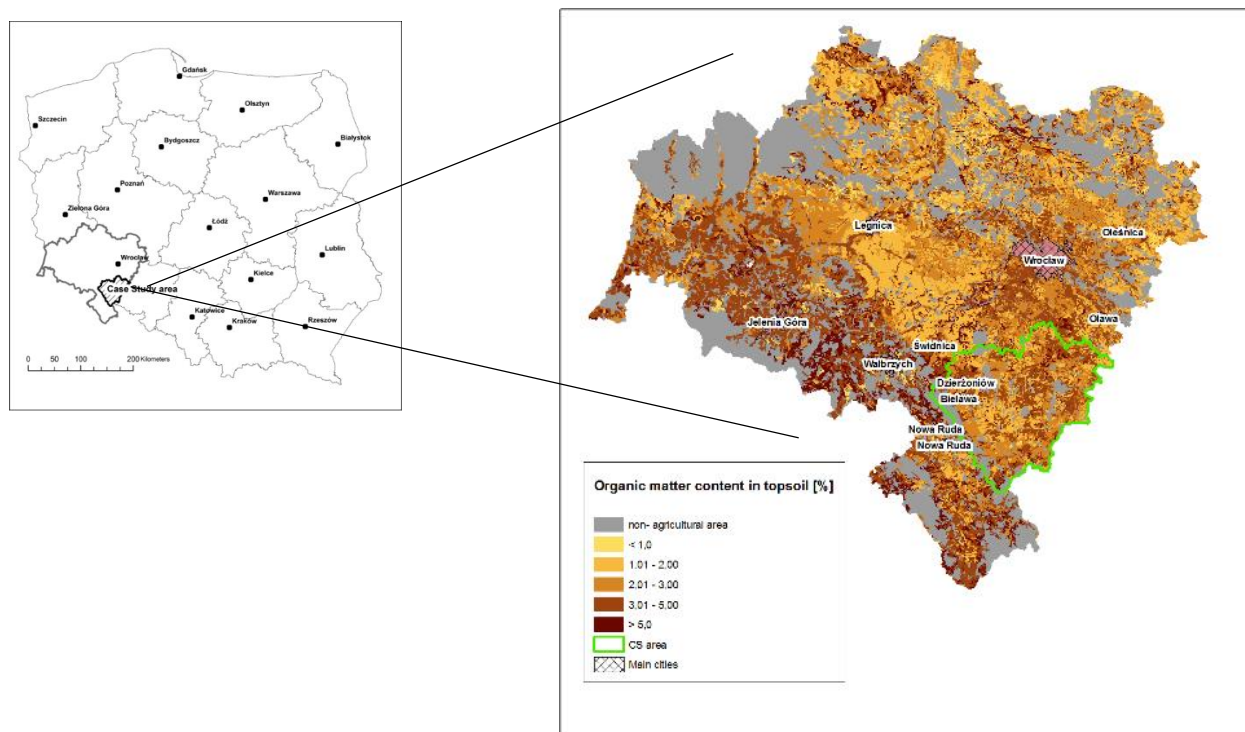 Gdańsk
Olsztyn
Szczecin
Białystok
Bydgoszcz
Poznań
Warszawa
Zielona Góra
Łódź
Lublin
Wrocław
Kielce
Case Study area
Katowice
Kraków
Rzeszów
0 50 100 200 Kilometers
Legnica
Oleśnica
Wrocław
Jelenia Góra
Oława
Świdnica
Wałbrzych
Dzierżoniów
Bielawa
Nowa Ruda
Nowa Ruda
Organic matter content in topsoil [%]
non- agricultural area
< 1,0
1.01 - 2.00
2.01 - 3.00
3.01 - 5.00
> 5,0
CS area
Main cities